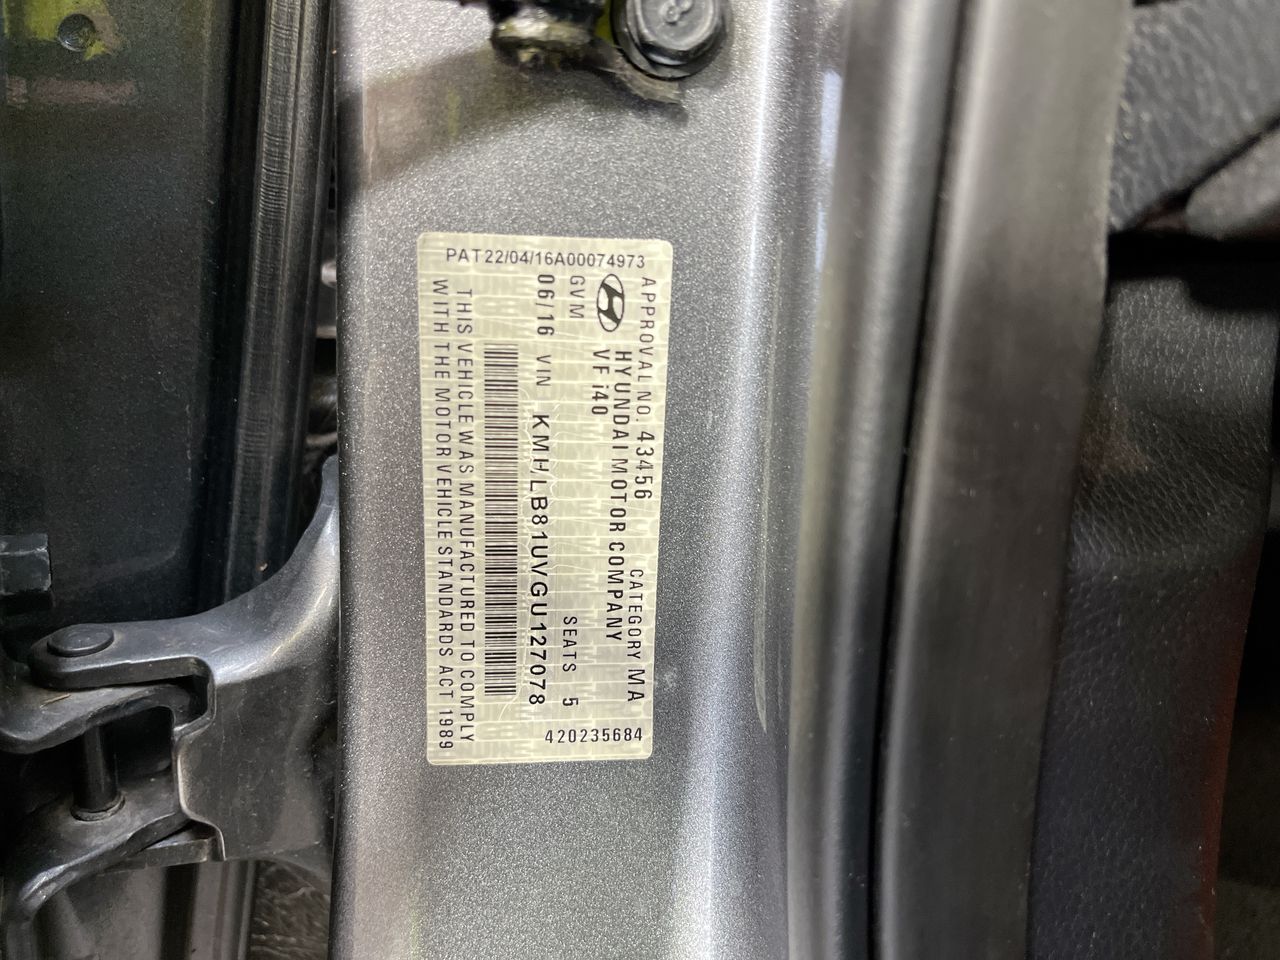 PAT22/04/16A00074973
APPROVAL NO. 43456 CATEGORY MA
HYUNDAI MOTOR COMPANY
VF i40
GVM SEATS 5
06/16 VIN KMHLB81UVGU127078
THIS VEHICLE WAS MANUFACTURED TO COMPLY
WITH THE MOTOR VEHICLE STANDARDS ACT 1989
420235684
8